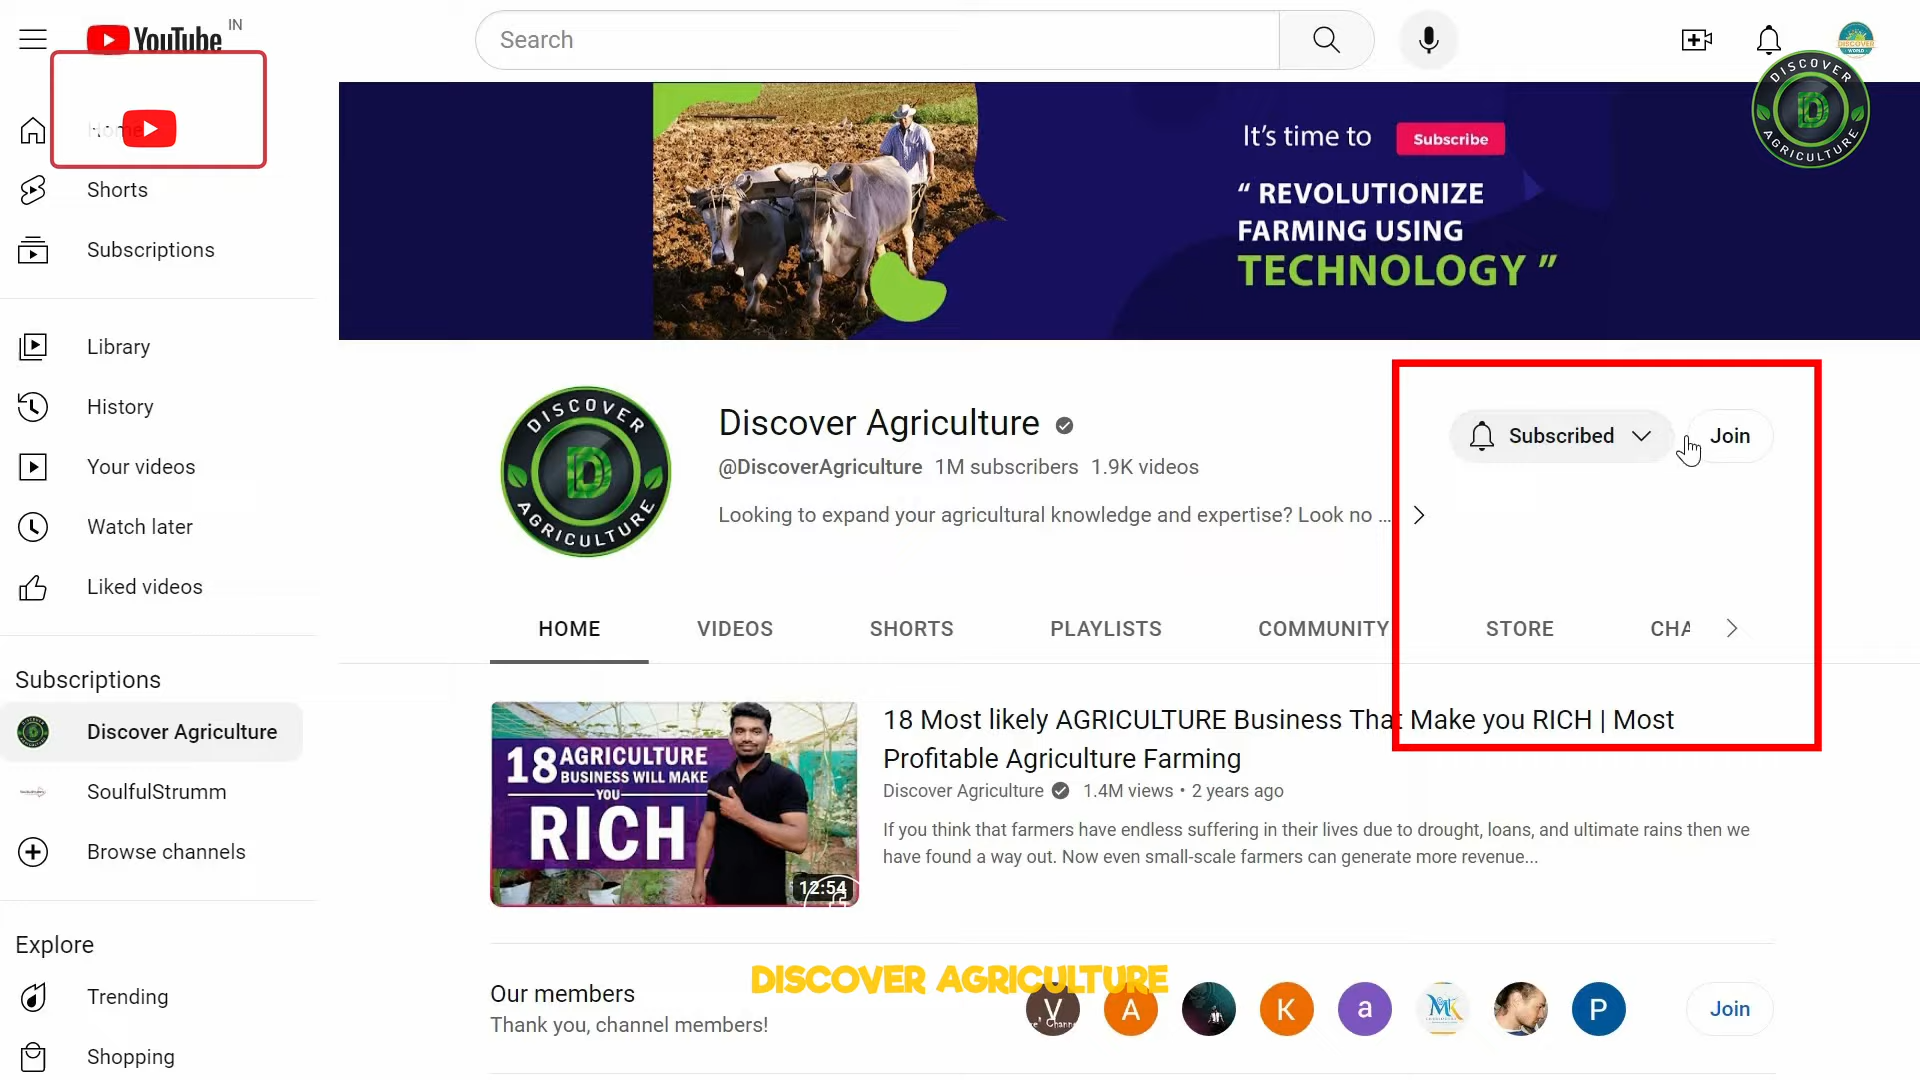 YouTube IN
Search
Home
Shorts
Subscriptions
Library
History
Your videos
Watch later
Liked videos
Subscriptions
Discover Agriculture
SoulfulStrumm
Browse channels
Explore
Trending
Shopping
It's time to Subscribe
“ REVOLUTIONIZE
FARMING USING
TECHNOLOGY ”
DISCOVER
D
AGRICULTURE
DISCOVER
D
AGRICULTURE
Discover Agriculture
@DiscoverAgriculture 1M subscribers 1.9K videos
Looking to expand your agricultural knowledge and expertise? Look no ...
Subscribed
Join
HOME VIDEOS SHORTS PLAYLISTS COMMUNITY STORE CHA
18 AGRICULTURE
BUSINESS WILL MAKE
YOU
RICH
12:54
18 Most likely AGRICULTURE Business That Make you RICH | Most
Profitable Agriculture Farming
Discover Agriculture 1.4M views • 2 years ago
If you think that farmers have endless suffering in their lives due to drought, loans, and ultimate rains then we
have found a way out. Now even small-scale farmers can generate more revenue...
DISCOVER AGRICULTURE
Our members
Thank you, channel members!
V A K a MK P
Join